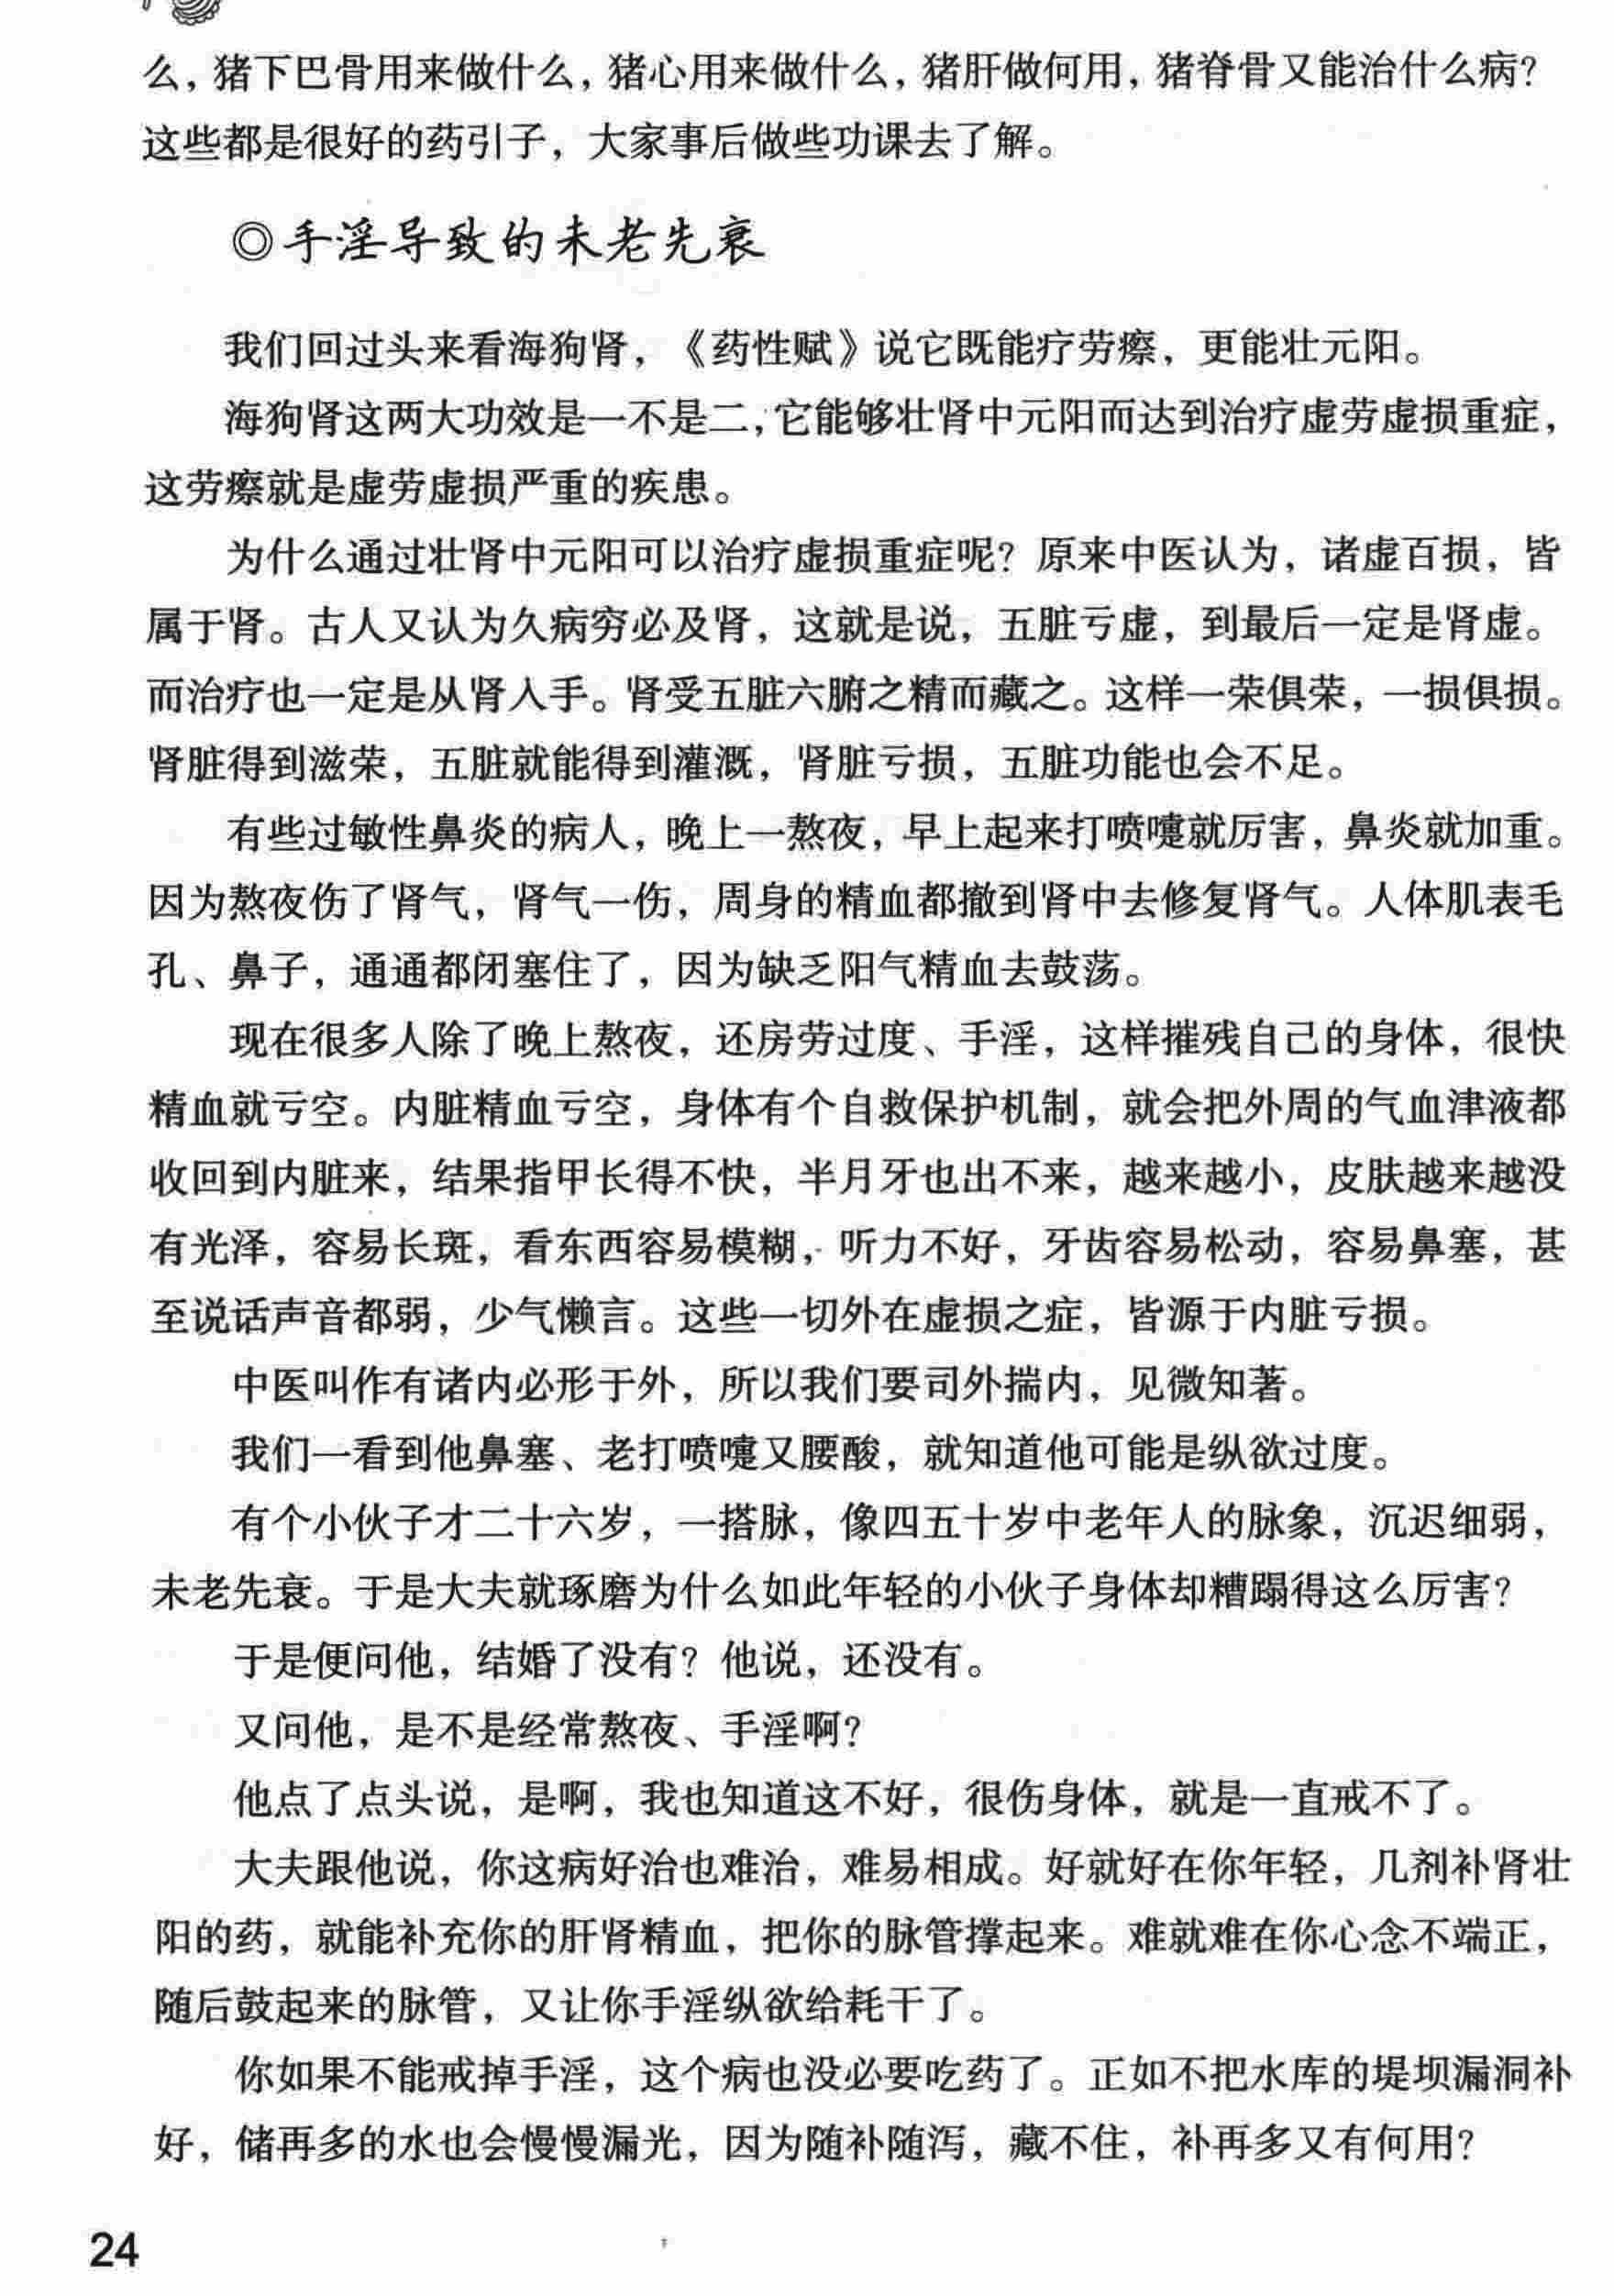 么，猪下巴骨用来做什么，猪心用来做什么，猪肝做何用，猪脊骨又能治什么病？
这些都是很好的药引子，大家事后做些功课去了解。
◎手淫导致的未老先衰
我们回过头来看海狗肾，《药性赋》说它既能疗劳瘵，更能壮元阳。
海狗肾这两大功效是一不是二，它能够壮肾中元阳而达到治疗虚劳虚损重症，
这劳瘵就是虚劳虚损严重的疾患。
为什么通过壮肾中元阳可以治疗虚损重症呢？原来中医认为，诸虚百损，皆
属于肾。古人又认为久病穷必及肾，这就是说，五脏亏虚，到最后一定是肾虚。
而治疗也一定是从肾入手。肾受五脏六腑之精而藏之。这样一荣俱荣，一损俱损。
肾脏得到滋荣，五脏就能得到灌溉，肾脏亏损，五脏功能也会不足。
有些过敏性鼻炎的病人，晚上一熬夜，早上起来打喷嚏就厉害，鼻炎就加重。
因为熬夜伤了肾气，肾气一伤，周身的精血都撤到肾中去修复肾气。人体肌表毛
孔、鼻子，通通都闭塞住了，因为缺乏阳气精血去鼓荡。
现在很多人除了晚上熬夜，还房劳过度、手淫，这样摧残自己的身体，很快
精血就亏空。内脏精血亏空，身体有个自救保护机制，就会把外周的气血津液都
收回到内脏来，结果指甲长得不快，半月牙也出不来，越来越小，皮肤越来越没
有光泽，容易长斑，看东西容易模糊，听力不好，牙齿容易松动，容易鼻塞，甚
至说话声音都弱，少气懒言。这些一切外在虚损之症，皆源于内脏亏损。
中医叫作有诸内必形于外，所以我们要司外揣内，见微知著。
我们一看到他鼻塞、老打喷嚏又腰酸，就知道他可能是纵欲过度。
有个小伙子才二十六岁，一搭脉，像四五十岁中老年人的脉象，沉迟细弱，
未老先衰。于是大夫就琢磨为什么如此年轻的小伙子身体却糟蹋得这么厉害？
于是便问他，结婚了没有？他说，还没有。
又问他，是不是经常熬夜、手淫啊？
他点了点头说，是啊，我也知道这不好，很伤身体，就是一直戒不了。
大夫跟他说，你这病好治也难治，难易相成。好就好在你年轻，几剂补肾壮
阳的药，就能补充你的肝肾精血，把你的脉管撑起来。难就难在你心念不端正，
随后鼓起来的脉管，又让你手淫纵欲给耗干了。
你如果不能戒掉手淫，这个病也没必要吃药了。正如不把水库的堤坝漏洞补
好，储再多的水也会慢慢漏光，因为随补随泻，藏不住，补再多又有何用？
24